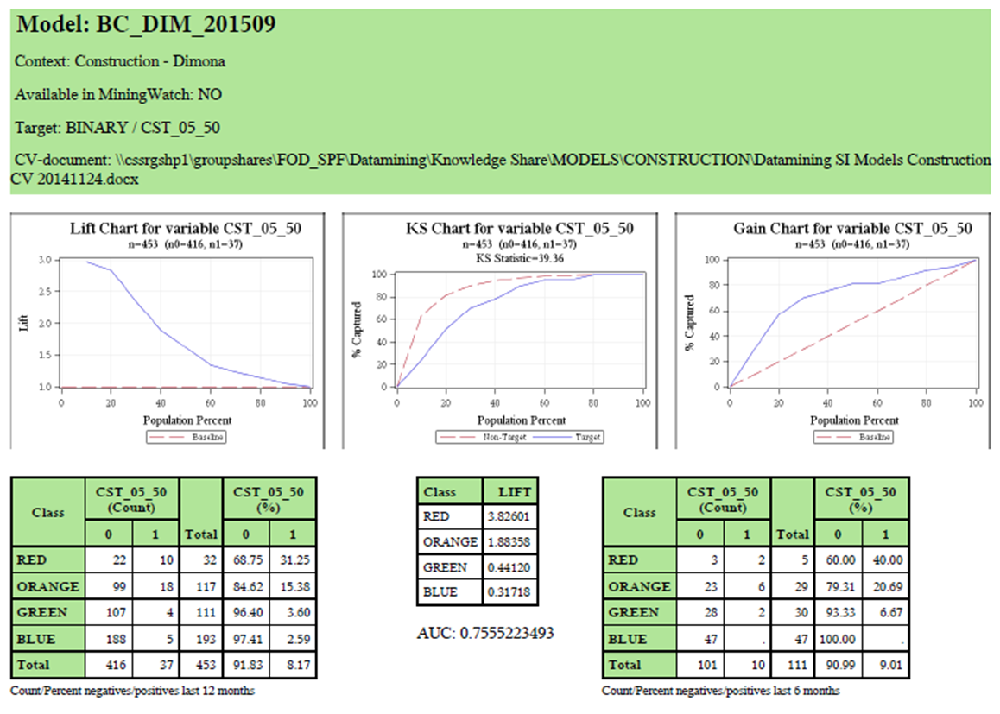 Model: BC_DIM_201509
Context: Construction - Dimona
Available in MiningWatch: NO
Target: BINARY / CST_05_50
CV-document: \\cssrgshp1\groupshares\FOD_SPF\Datamining\Knowledge Share\MODELS\CONSTRUCTION\Datamining SI Models Construction
CV 20141124.docx
Lift Chart for variable CST_05_50
n=453 (n0=416, n1=37)
3.0
2.5
2.0
1.5
1.0
Lift
0 20 40 60 80 100
Population Percent
Baseline
KS Chart for variable CST_05_50
n=453 (n0=416, n1=37)
KS Statistic=39.36
100
80
60
40
20
0
% Captured
0 20 40 60 80 100
Population Percent
Non-Target Target
Gain Chart for variable CST_05_50
n=453 (n0=416, n1=37)
100
80
60
40
20
0
% Captured
0 20 40 60 80 100
Population Percent
Baseline
Class CST_05_50 (Count) Total CST_05_50 (%)
0 1 0 1
RED 22 10 32 68.75 31.25
ORANGE 99 18 117 84.62 15.38
GREEN 107 4 111 96.40 3.60
BLUE 188 5 193 97.41 2.59
Total 416 37 453 91.83 8.17
Count/Percent negatives/positives last 12 months
Class LIFT
RED 3.82601
ORANGE 1.88358
GREEN 0.44120
BLUE 0.31718
AUC: 0.7555223493
Class CST_05_50 (Count) Total CST_05_50 (%)
0 1 0 1
RED 3 2 5 60.00 40.00
ORANGE 23 6 29 79.31 20.69
GREEN 28 2 30 93.33 6.67
BLUE 47 . 47 100.00 .
Total 101 10 111 90.99 9.01
Count/Percent negatives/positives last 6 months